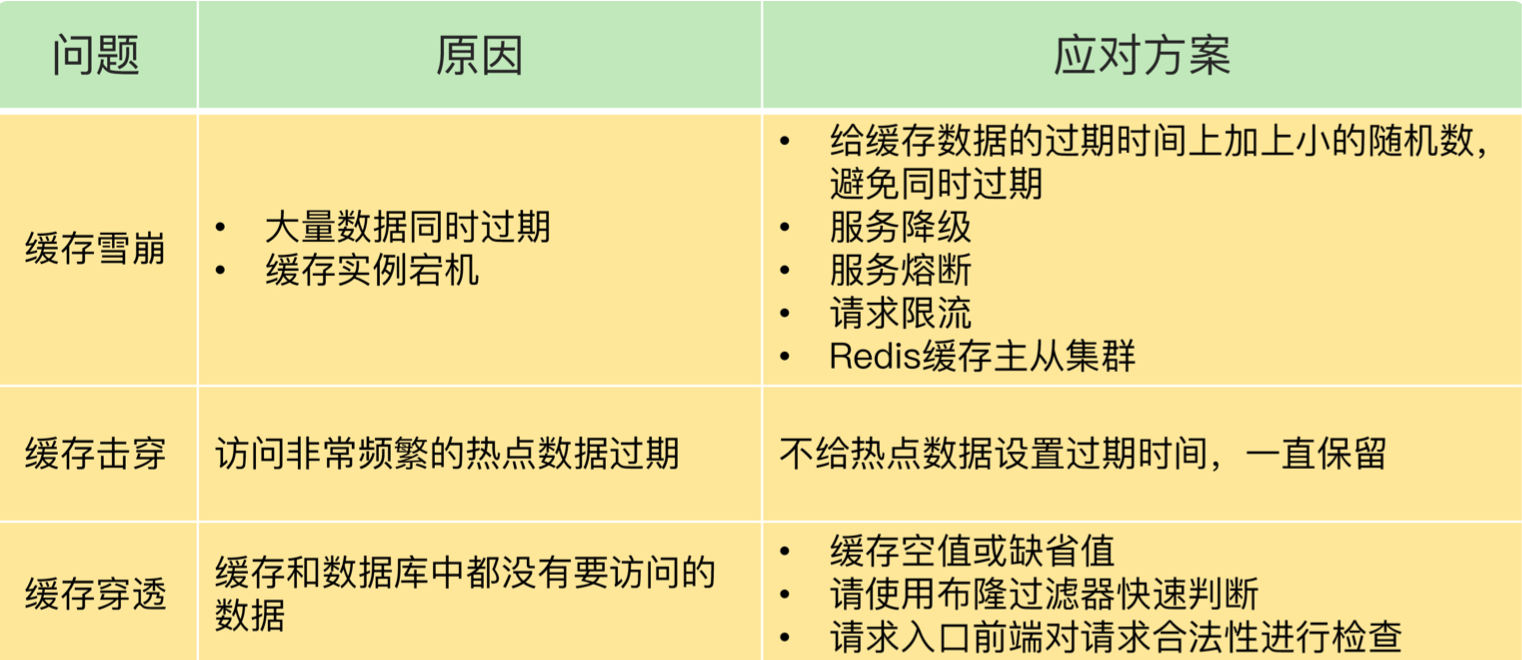 问题
原因
应对方案
缓存雪崩
• 大量数据同时过期
• 缓存实例宕机
• 给缓存数据的过期时间上加上小的随机数，
避免同时过期
• 服务降级
• 服务熔断
• 请求限流
• Redis缓存主从集群
缓存击穿
访问非常频繁的热点数据过期
不给热点数据设置过期时间，一直保留
缓存穿透
缓存和数据库中都没有要访问的
数据
• 缓存空值或缺省值
• 请使用布隆过滤器快速判断
• 请求入口前端对请求合法性进行检查